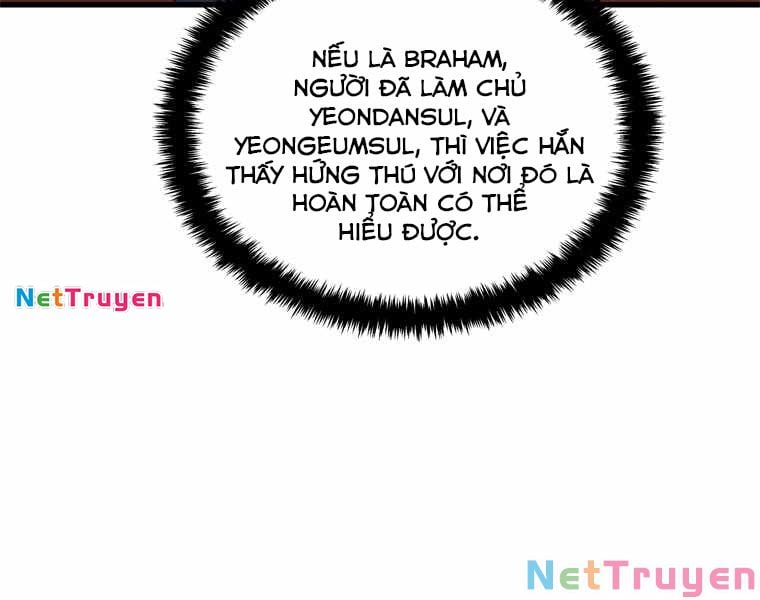 NẾU LÀ BRAHAM,
NGƯỜI ĐÃ LÀM CHỦ
YEONDANSUL, VÀ
YEONGEUMSUL, THÌ VIỆC HẮN
THẤY HỨNG THÚ VỚI NƠI ĐÓ LÀ
HOÀN TOÀN CÓ THỂ
HIỂU ĐƯỢC.
NetTruyen
NetTruyen